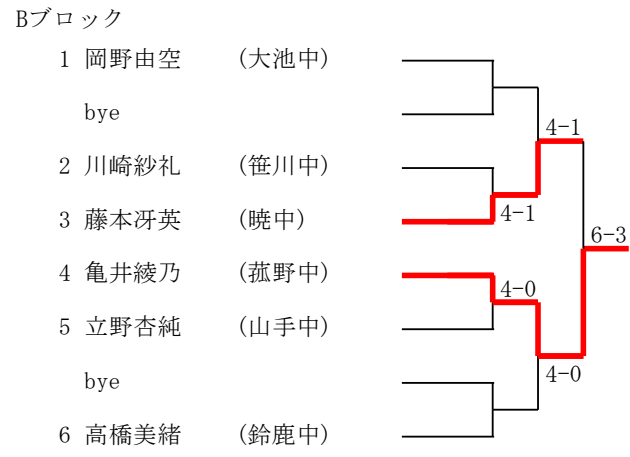 Bブロック
1 岡野由空 (大池中)
bye
4-1
2 川崎紗礼 (笹川中)
3 藤本冴英 (暁中)
4-1
6-3
4 亀井綾乃 (菰野中)
4-0
5 立野杏純 (山手中)
bye
4-0
6 高橋美緒 (鈴鹿中)